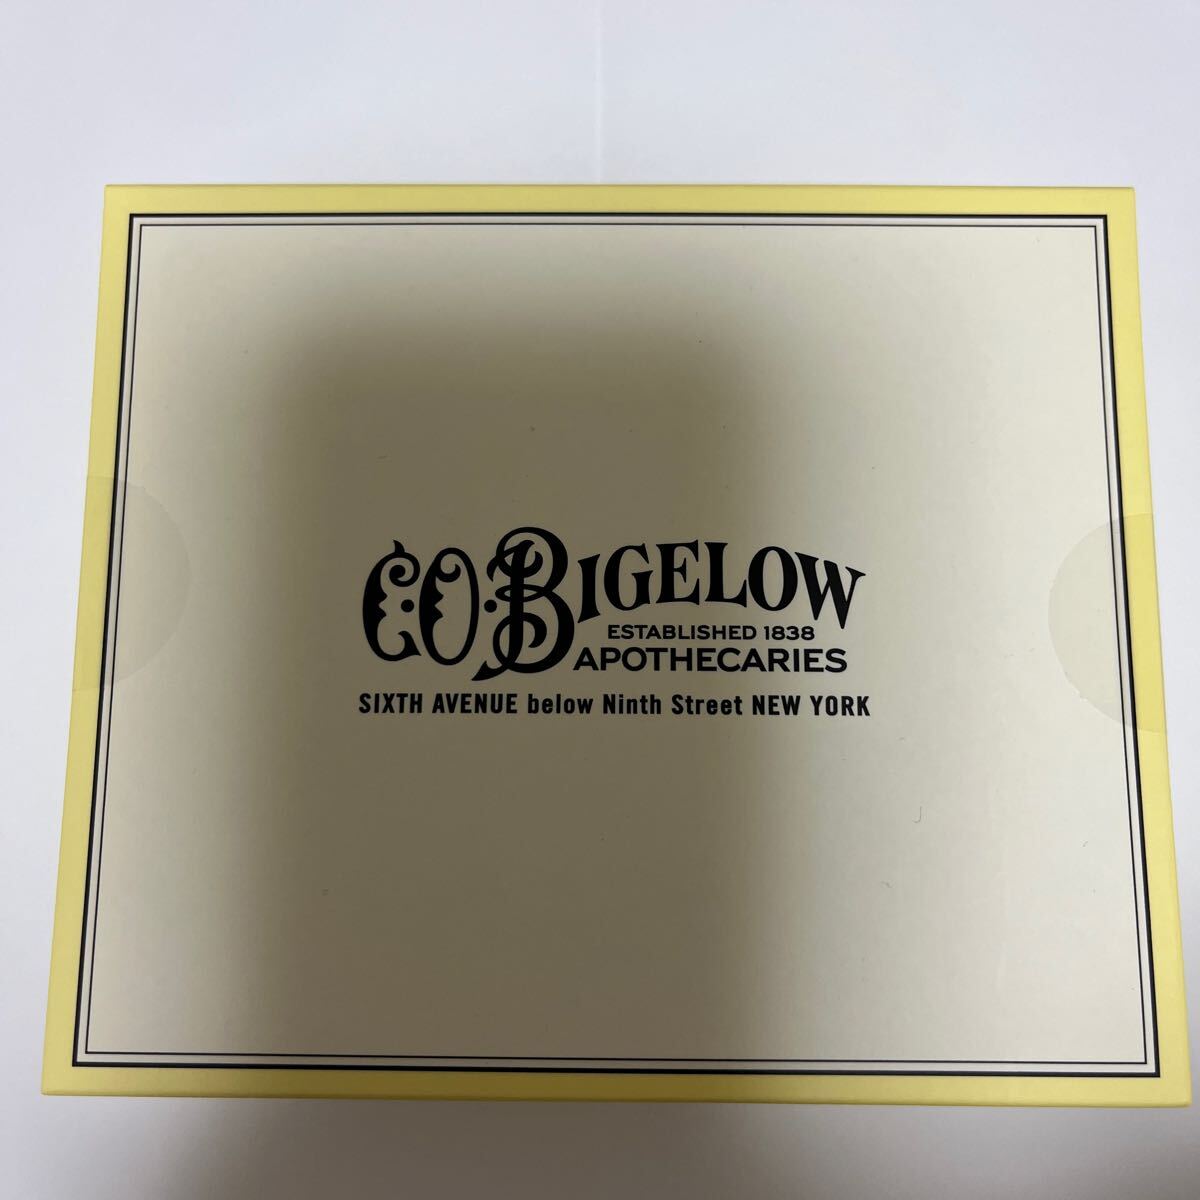 C.O. BIGELOW
ESTABLISHED 1838
APOTHECARIES
SIXTH AVENUE below Ninth Street NEW YORK